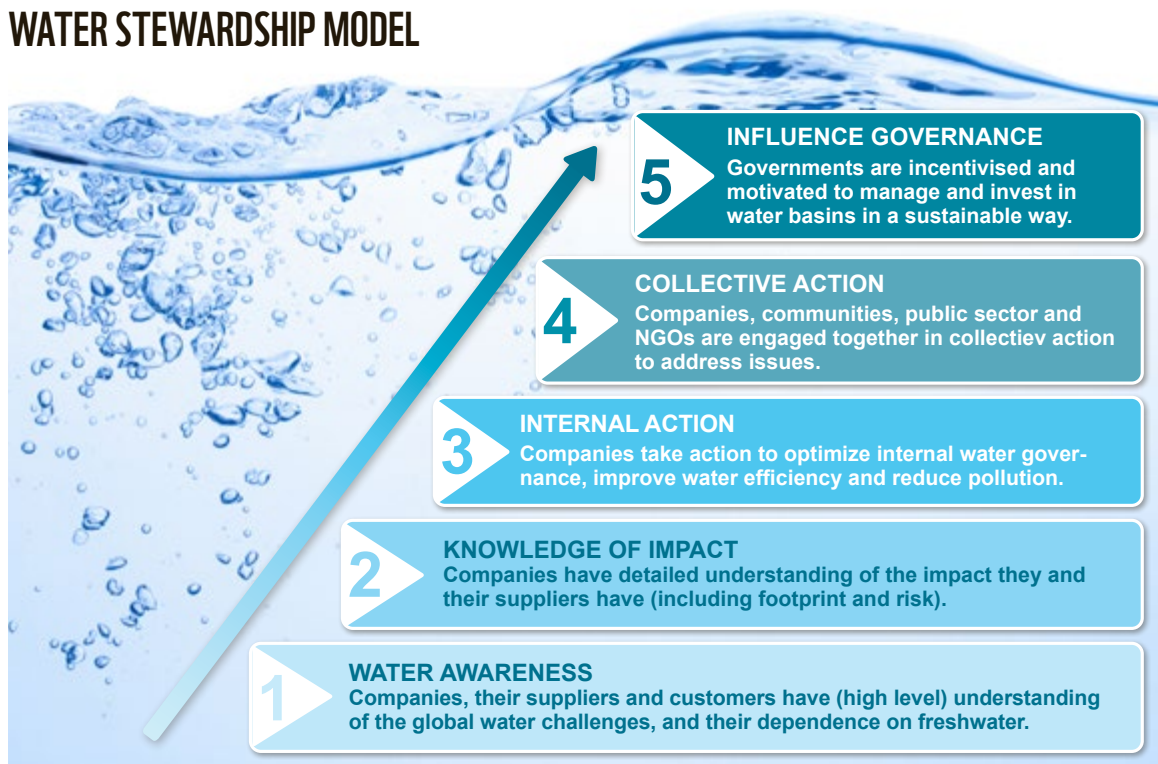 WATER STEWARDSHIP MODEL
5
INFLUENCE GOVERNANCE
Governments are incentivised and
motivated to manage and invest in
water basins in a sustainable way.
4
COLLECTIVE ACTION
Companies, communities, public sector and
NGOs are engaged together in collectiev action
to address issues.
3
INTERNAL ACTION
Companies take action to optimize internal water gover-
nance, improve water efficiency and reduce pollution.
2
KNOWLEDGE OF IMPACT
Companies have detailed understanding of the impact they and
their suppliers have (including footprint and risk).
1
WATER AWARENESS
Companies, their suppliers and customers have (high level) understanding
of the global water challenges, and their dependence on freshwater.